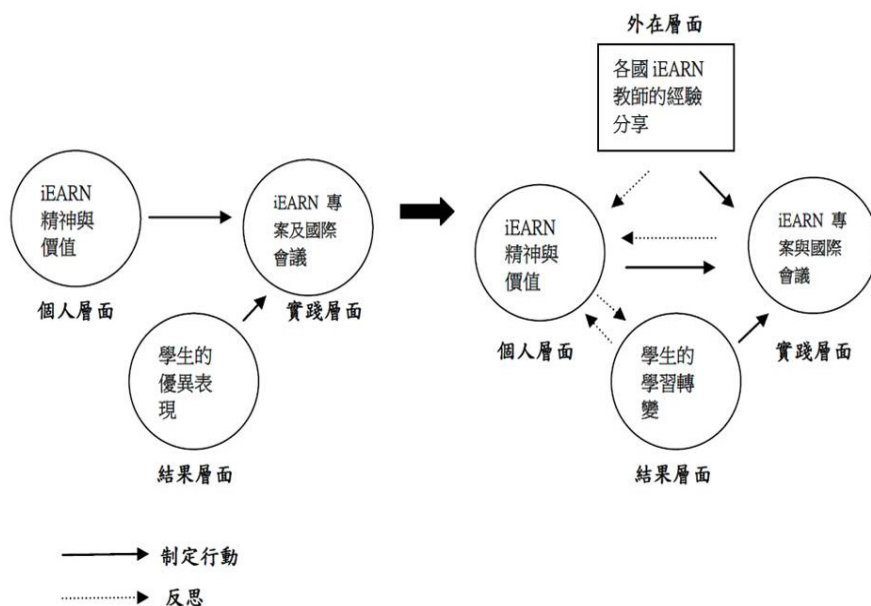 外在層面
各國 iEARN
教師的經驗
分享
iEARN
精神與
價值
個人層面
iEARN 專
案及國際
會議
實踐層面
學生的
優異表
現
結果層面
iEARN
精神與
價值
個人層面
iEARN 專
案與國際
會議
實踐層面
學生的
學習轉
變
結果層面
制定行動
反思